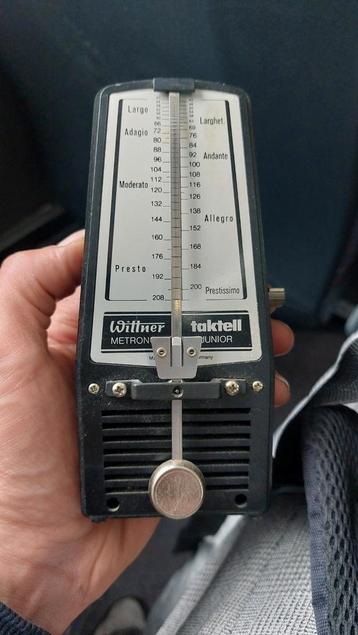 Largo
Larghet.
66
69
72
76
Adagio
80
84
88
92
Andante
96
100
104
108
112
116
Moderato
120
126
132
138
144
152
Allegro
160
168
176
184
Presto
192
200
Prestissimo
208
Wittner taktell
METRON JUNIOR